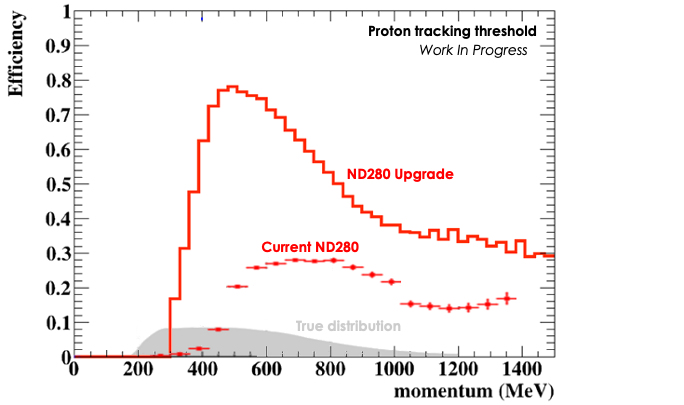 Efficiency
1
0.9
0.8
0.7
0.6
0.5
0.4
0.3
0.2
0.1
0
Proton tracking threshold
Work In Progress
ND280 Upgrade
Current ND280
True distribution
0 200 400 600 800 1000 1200 1400
momentum (MeV)